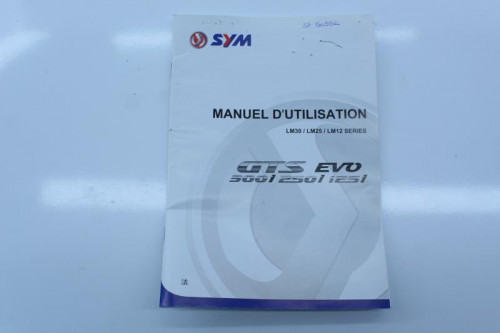 SYM
MANUEL D'UTILISATION
LM30 / LM25 / LM12 SERIES
GTS EVO
300i 250i 125i